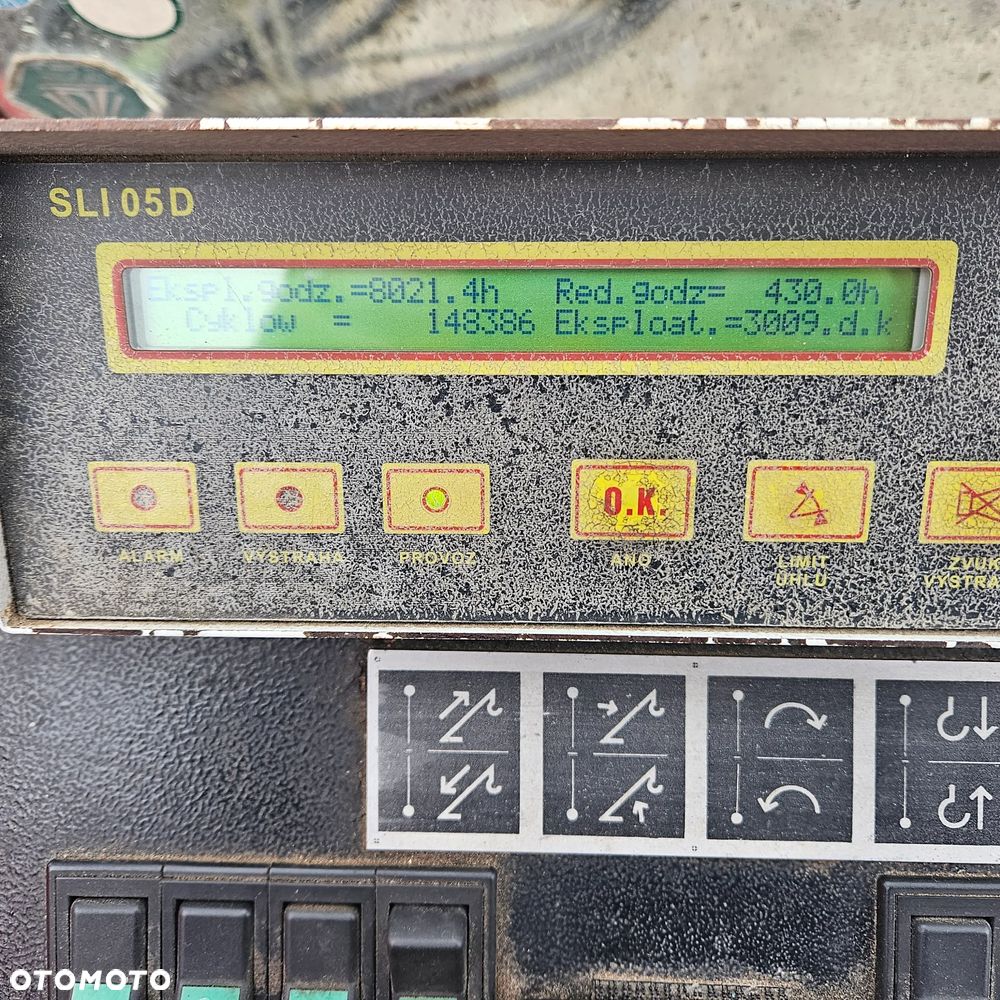 SLI 05D
Ekspl.godz.=8021.4h Red.godz= 430.0h
Cyklow = 148386 Eksploat.=3009.d.k
O.K.
ALARM VYSTRAHA PROVOZ ANO LIMIT ZVUK
UHLU
OTOMOTO